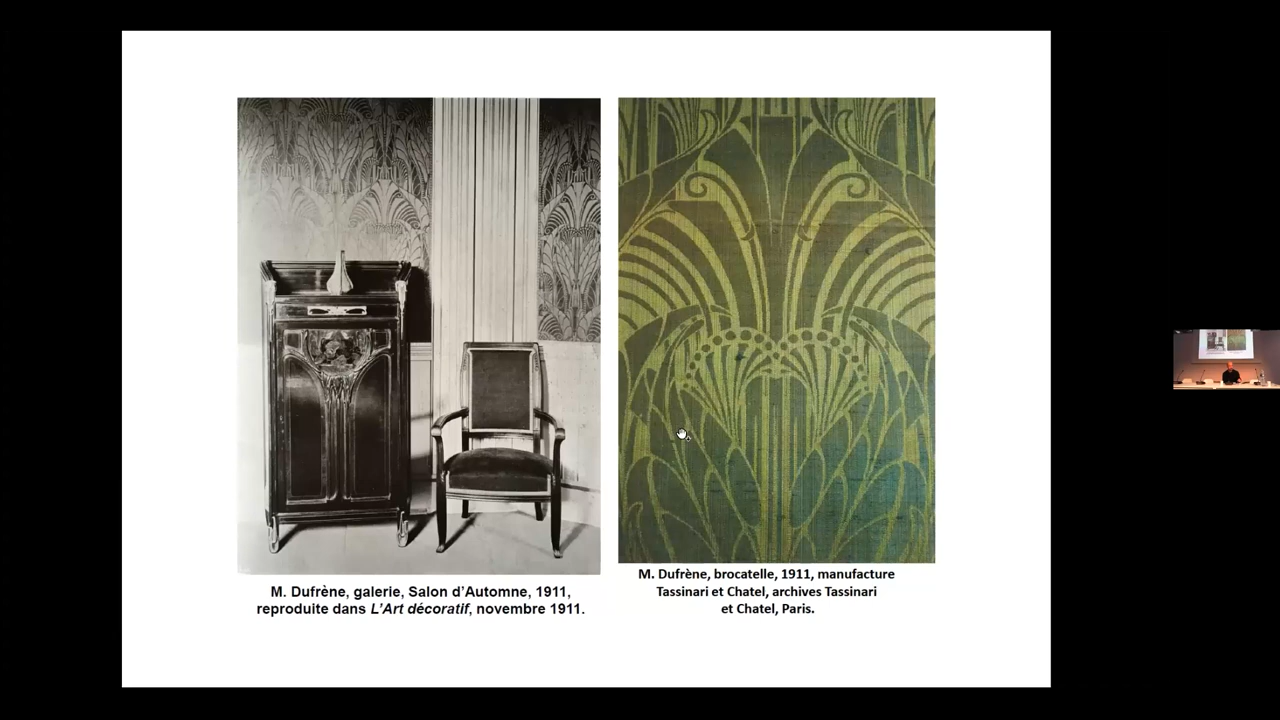 M. Dufrène, galerie, Salon d’Automne, 1911,
reproduite dans L’Art décoratif, novembre 1911.
M. Dufrène, brocatelle, 1911, manufacture
Tassinari et Chatel, archives Tassinari
et Chatel, Paris.